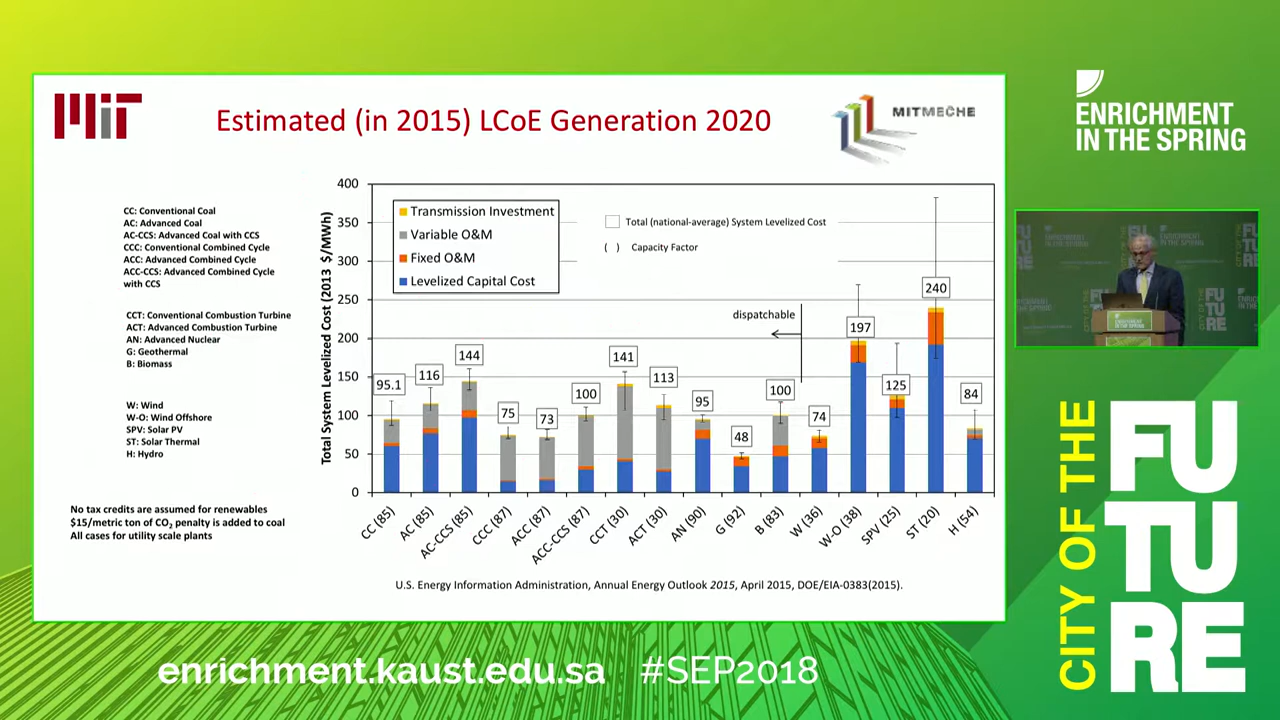 MIT
Estimated (in 2015) LCoE Generation 2020
MITMECHE
CC: Conventional Coal
AC: Advanced Coal
AC-CCS: Advanced Coal with CCS
CCC: Conventional Combined Cycle
ACC: Advanced Combined Cycle
ACC-CCS: Advanced Combined Cycle
with CCS
CCT: Conventional Combustion Turbine
ACT: Advanced Combustion Turbine
AN: Advanced Nuclear
G: Geothermal
B: Biomass
W: Wind
W-O: Wind Offshore
SPV: Solar PV
ST: Solar Thermal
H: Hydro
No tax credits are assumed for renewables
$15/metric ton of CO2 penalty is added to coal
All cases for utility scale plants
Total System Levelized Cost (2013 $/MWh)
400
350
300
250
200
150
100
50
0
Transmission Investment
Variable O&M
Fixed O&M
Levelized Capital Cost
Total (national-average) System Levelized Cost
( ) Capacity Factor
dispatchable
95.1
116
144
75
73
100
141
113
95
48
100
74
197
125
240
84
CC (85)
AC (85)
AC-CCS (85)
CCC (87)
ACC (87)
ACC-CCS (87)
CCT (30)
ACT (30)
AN (90)
G (92)
B (83)
W (36)
W-O (38)
SPV (25)
ST (20)
H (54)
U.S. Energy Information Administration, Annual Energy Outlook 2015, April 2015, DOE/EIA-0383(2015).
ENRICHMENT
IN THE SPRING
CITY OF THE
FU
TU
RE
enrichment.kaust.edu.sa #SEP2018